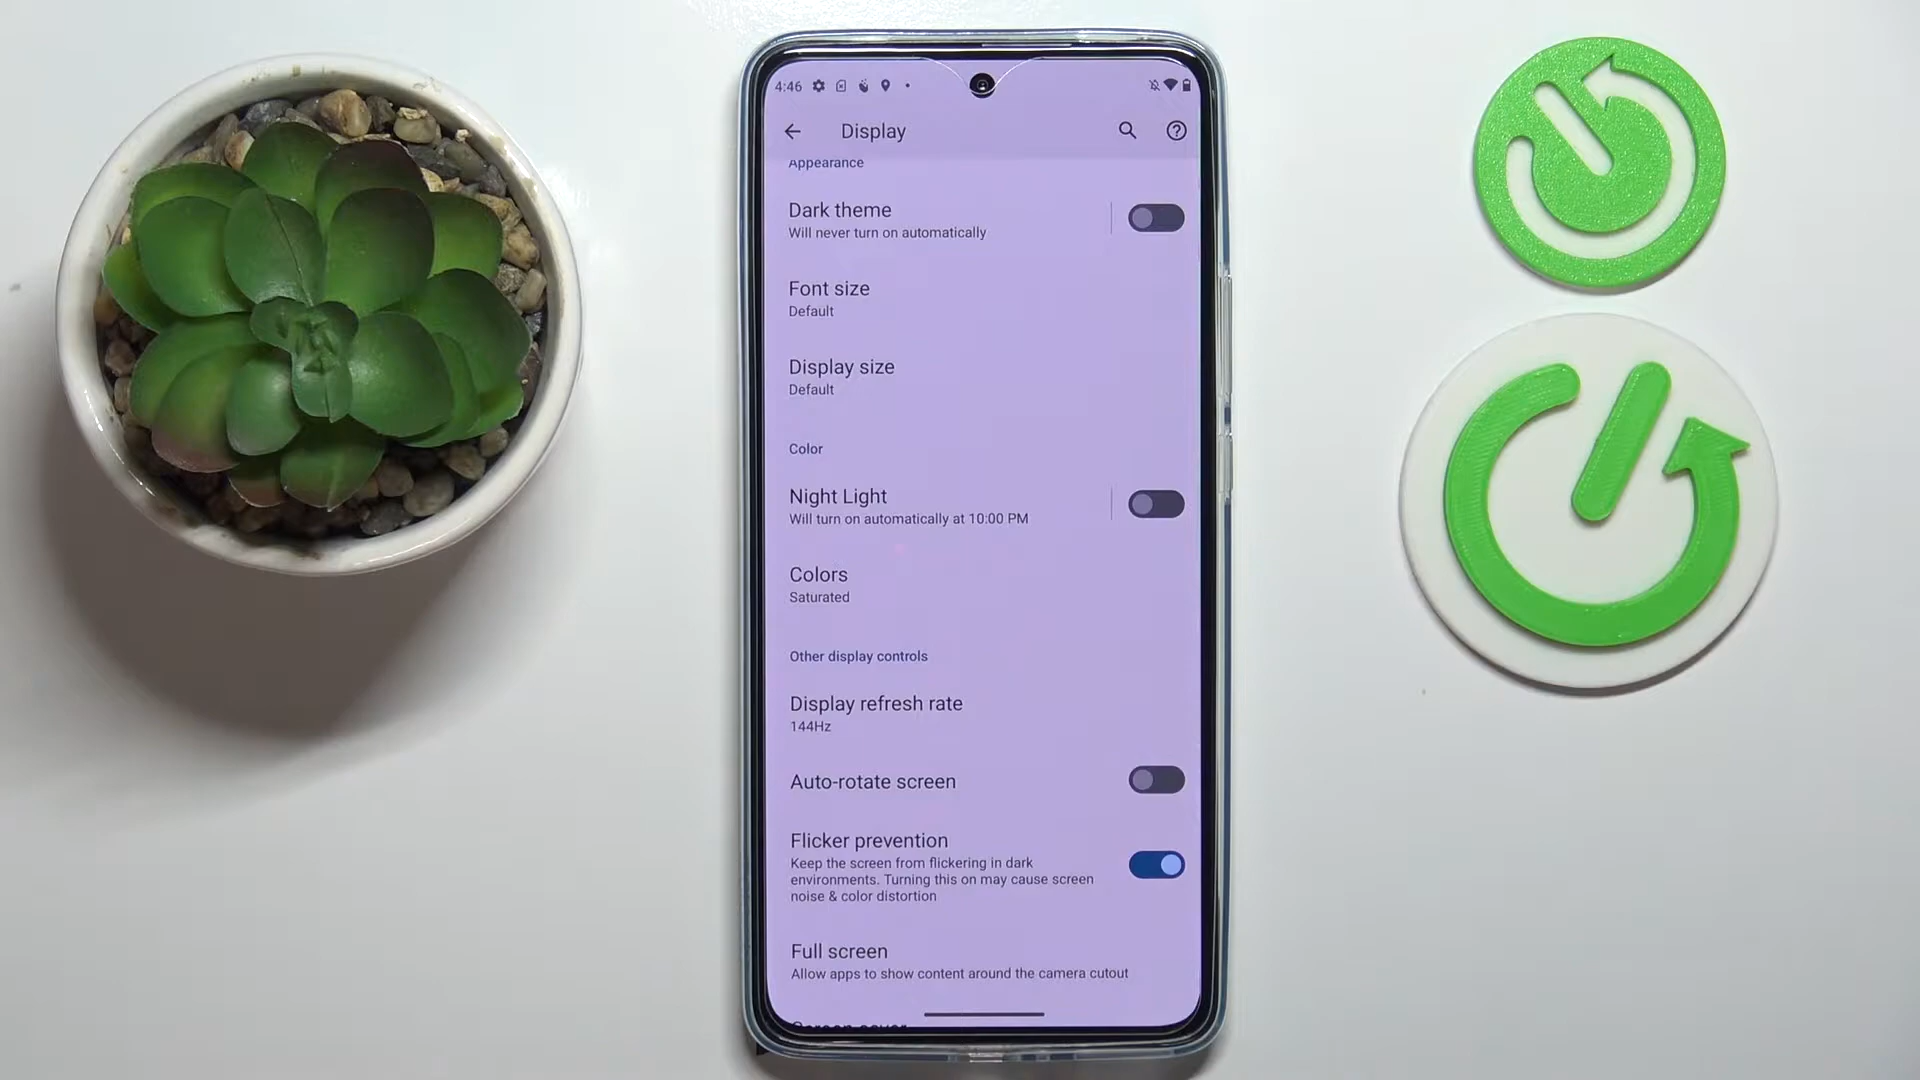 4:46
Display
Appearance
Dark theme
Will never turn on automatically
Font size
Default
Display size
Default
Color
Night Light
Will turn on automatically at 10:00 PM
Colors
Saturated
Other display controls
Display refresh rate
144Hz
Auto-rotate screen
Flicker prevention
Keep the screen from flickering in dark
environments. Turning this on may cause screen
noise & color distortion
Full screen
Allow apps to show content around the camera cutout
Screen saver